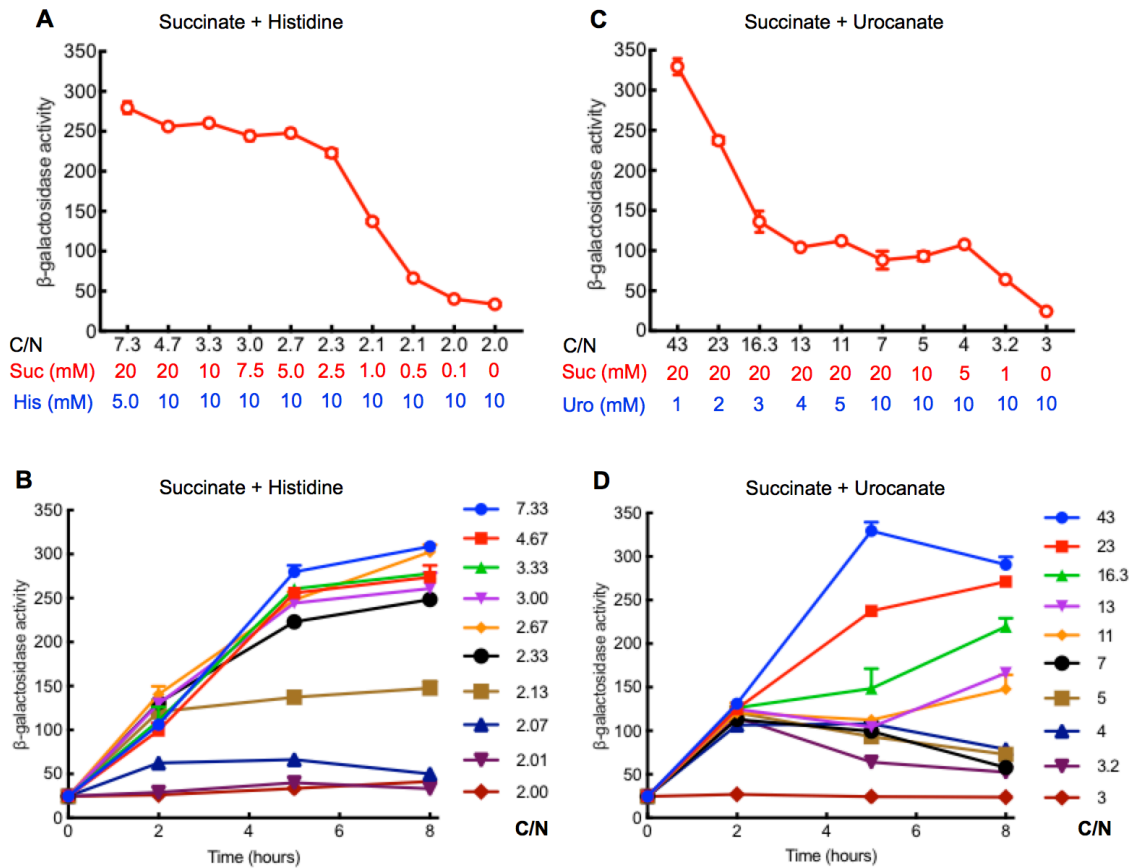 A
Succinate + Histidine
β-galactosidase activity
350
300
250
200
150
100
50
0
C/N 7.3 4.7 3.3 3.0 2.7 2.3 2.1 2.1 2.0 2.0
Suc (mM) 20 20 10 7.5 5.0 2.5 1.0 0.5 0.1 0
His (mM) 5.0 10 10 10 10 10 10 10 10 10
C
Succinate + Urocanate
β-galactosidase activity
350
300
250
200
150
100
50
0
C/N 43 23 16.3 13 11 7 5 4 3.2 3
Suc (mM) 20 20 20 20 20 20 10 5 1 0
Uro (mM) 1 2 3 4 5 10 10 10 10 10
B
Succinate + Histidine
β-galactosidase activity
350
300
250
200
150
100
50
0
0 2 4 6 8
Time (hours)
7.33
4.67
3.33
3.00
2.67
2.33
2.13
2.07
2.01
2.00
C/N
D
Succinate + Urocanate
β-galactosidase activity
350
300
250
200
150
100
50
0
0 2 4 6 8
Time (hours)
43
23
16.3
13
11
7
5
4
3.2
3
C/N